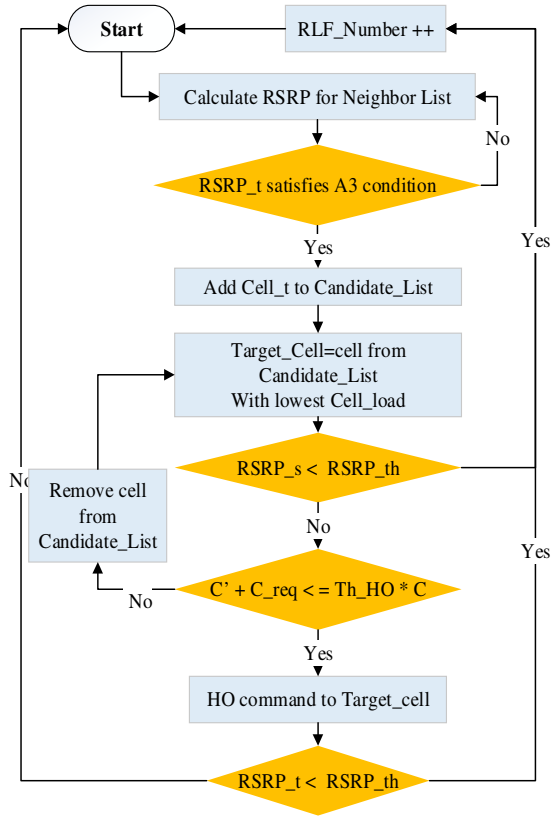 Start
RLF_Number ++
Calculate RSRP for Neighbor List
No
RSRP_t satisfies A3 condition
Yes
Yes
Add Cell_t to Candidate_List
Target_Cell=cell from
Candidate_List
With lowest Cell_load
RSRP_s < RSRP_th
No
Remove cell
from
Candidate_List
No
C' + C_req < = Th_HO * C
No
Yes
Yes
HO command to Target_cell
RSRP_t < RSRP_th